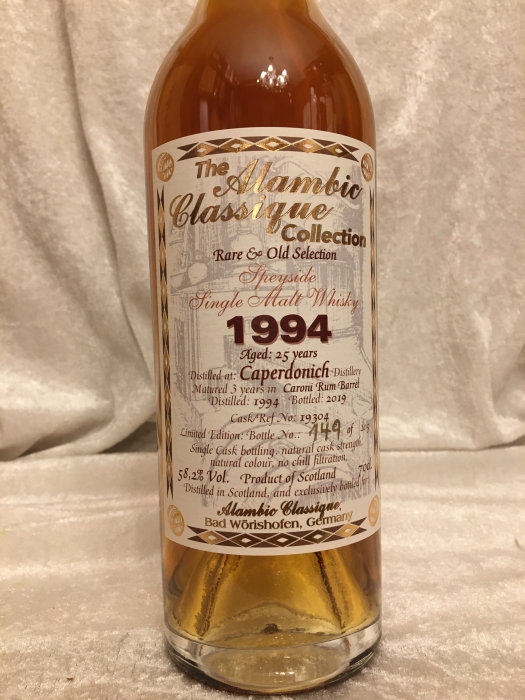 The Alambic
Classique
Collection
Rare & Old Selection
Speyside
Single Malt Whisky
1994
Aged: 25 years
Distilled at: Caperdonich Distillery
Matured 3 years in Caroni Rum Barrel
Distilled: 1994 Bottled: 2019
Cask/Ref No: 19304
Limited Edition: Bottle No.: 149 of
Single Cask bottling, natural cask strength,
natural colour, no chill filtration.
58,2% Vol. Product of Scotland 70cl
Distilled in Scotland, and exclusively bottled for
Alambic Classique,
Bad Wörishofen, Germany